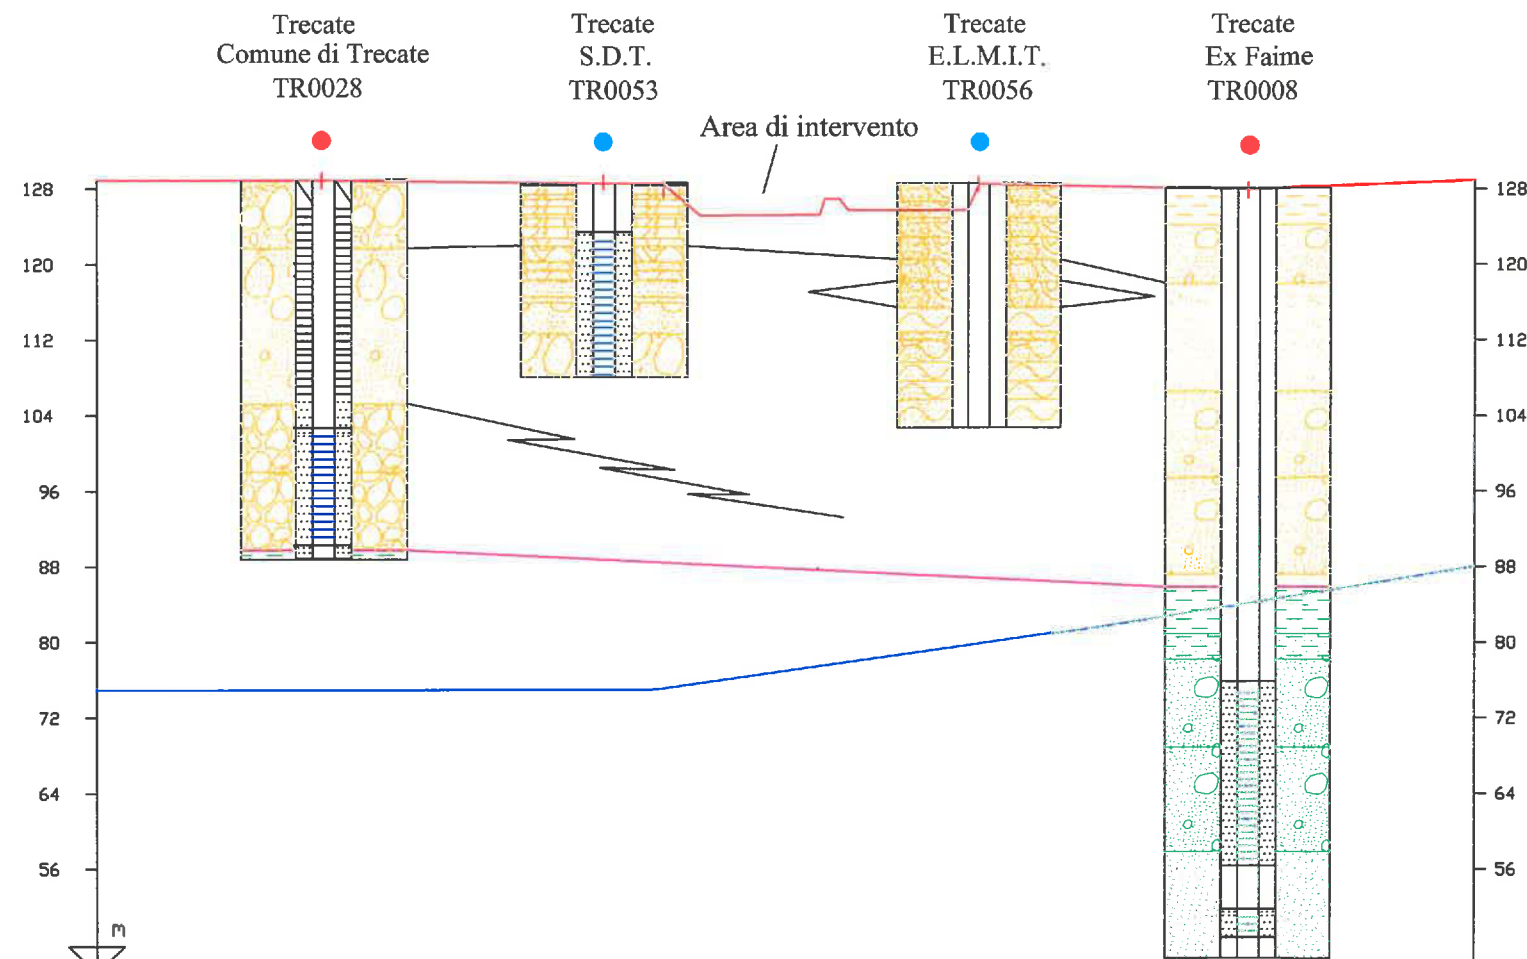 Trecate
Comune di Trecate
TR0028
Trecate
S.D.T.
TR0053
Trecate
E.L.M.I.T.
TR0056
Trecate
Ex Faime
TR0008
Area di intervento
128
120
112
104
96
88
80
72
64
56
m
128
120
112
104
96
88
80
72
64
56